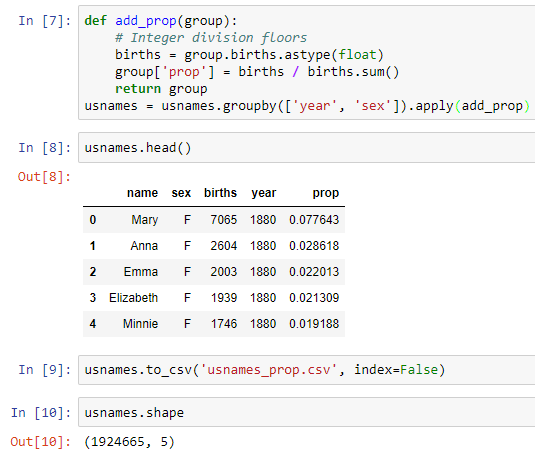 In [7]: def add_prop(group):
# Integer division floors
births = group.births.astype(float)
group['prop'] = births / births.sum()
return group
usnames = usnames.groupby(['year', 'sex']).apply(add_prop)
In [8]: usnames.head()
Out[8]:
name sex births year prop
0 Mary F 7065 1880 0.077643
1 Anna F 2604 1880 0.028618
2 Emma F 2003 1880 0.022013
3 Elizabeth F 1939 1880 0.021309
4 Minnie F 1746 1880 0.019188
In [9]: usnames.to_csv('usnames_prop.csv', index=False)
In [10]: usnames.shape
Out[10]: (1924665, 5)